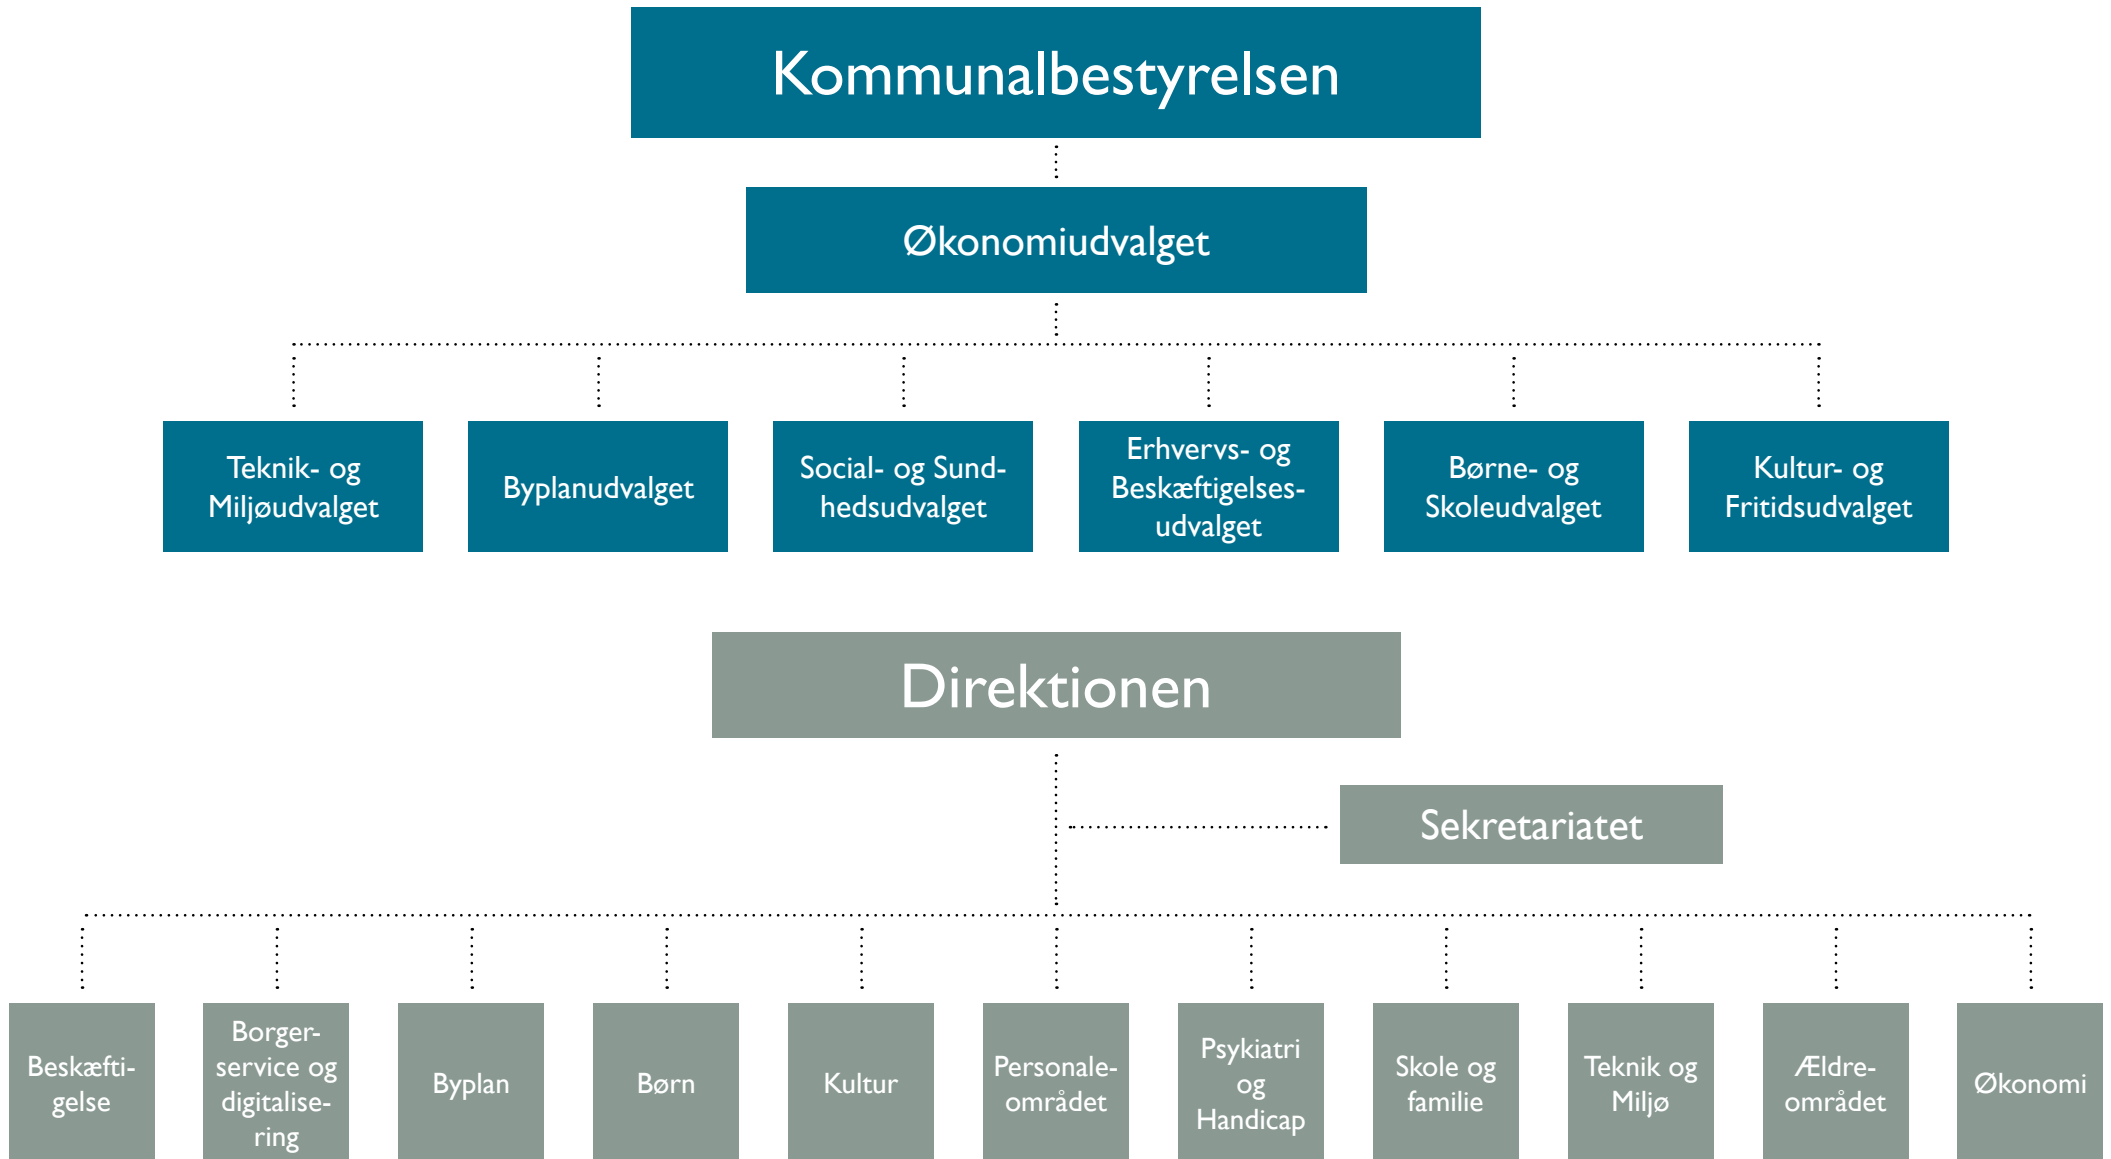 Kommunalbestyrelsen
Økonomiudvalget
Teknik- og
Miljøudvalget
Byplanudvalget
Social- og Sund-
hedsudvalget
Erhvervs- og
Beskæftigelses-
udvalget
Børne- og
Skoleudvalget
Kultur- og
Fritidsudvalget
Direktionen
Sekretariatet
Beskæfti-
gelse
Borger-
service og
digitalise-
ring
Byplan
Børn
Kultur
Personale-
området
Psykiatri
og
Handicap
Skole og
familie
Teknik og
Miljø
Ældre-
området
Økonomi